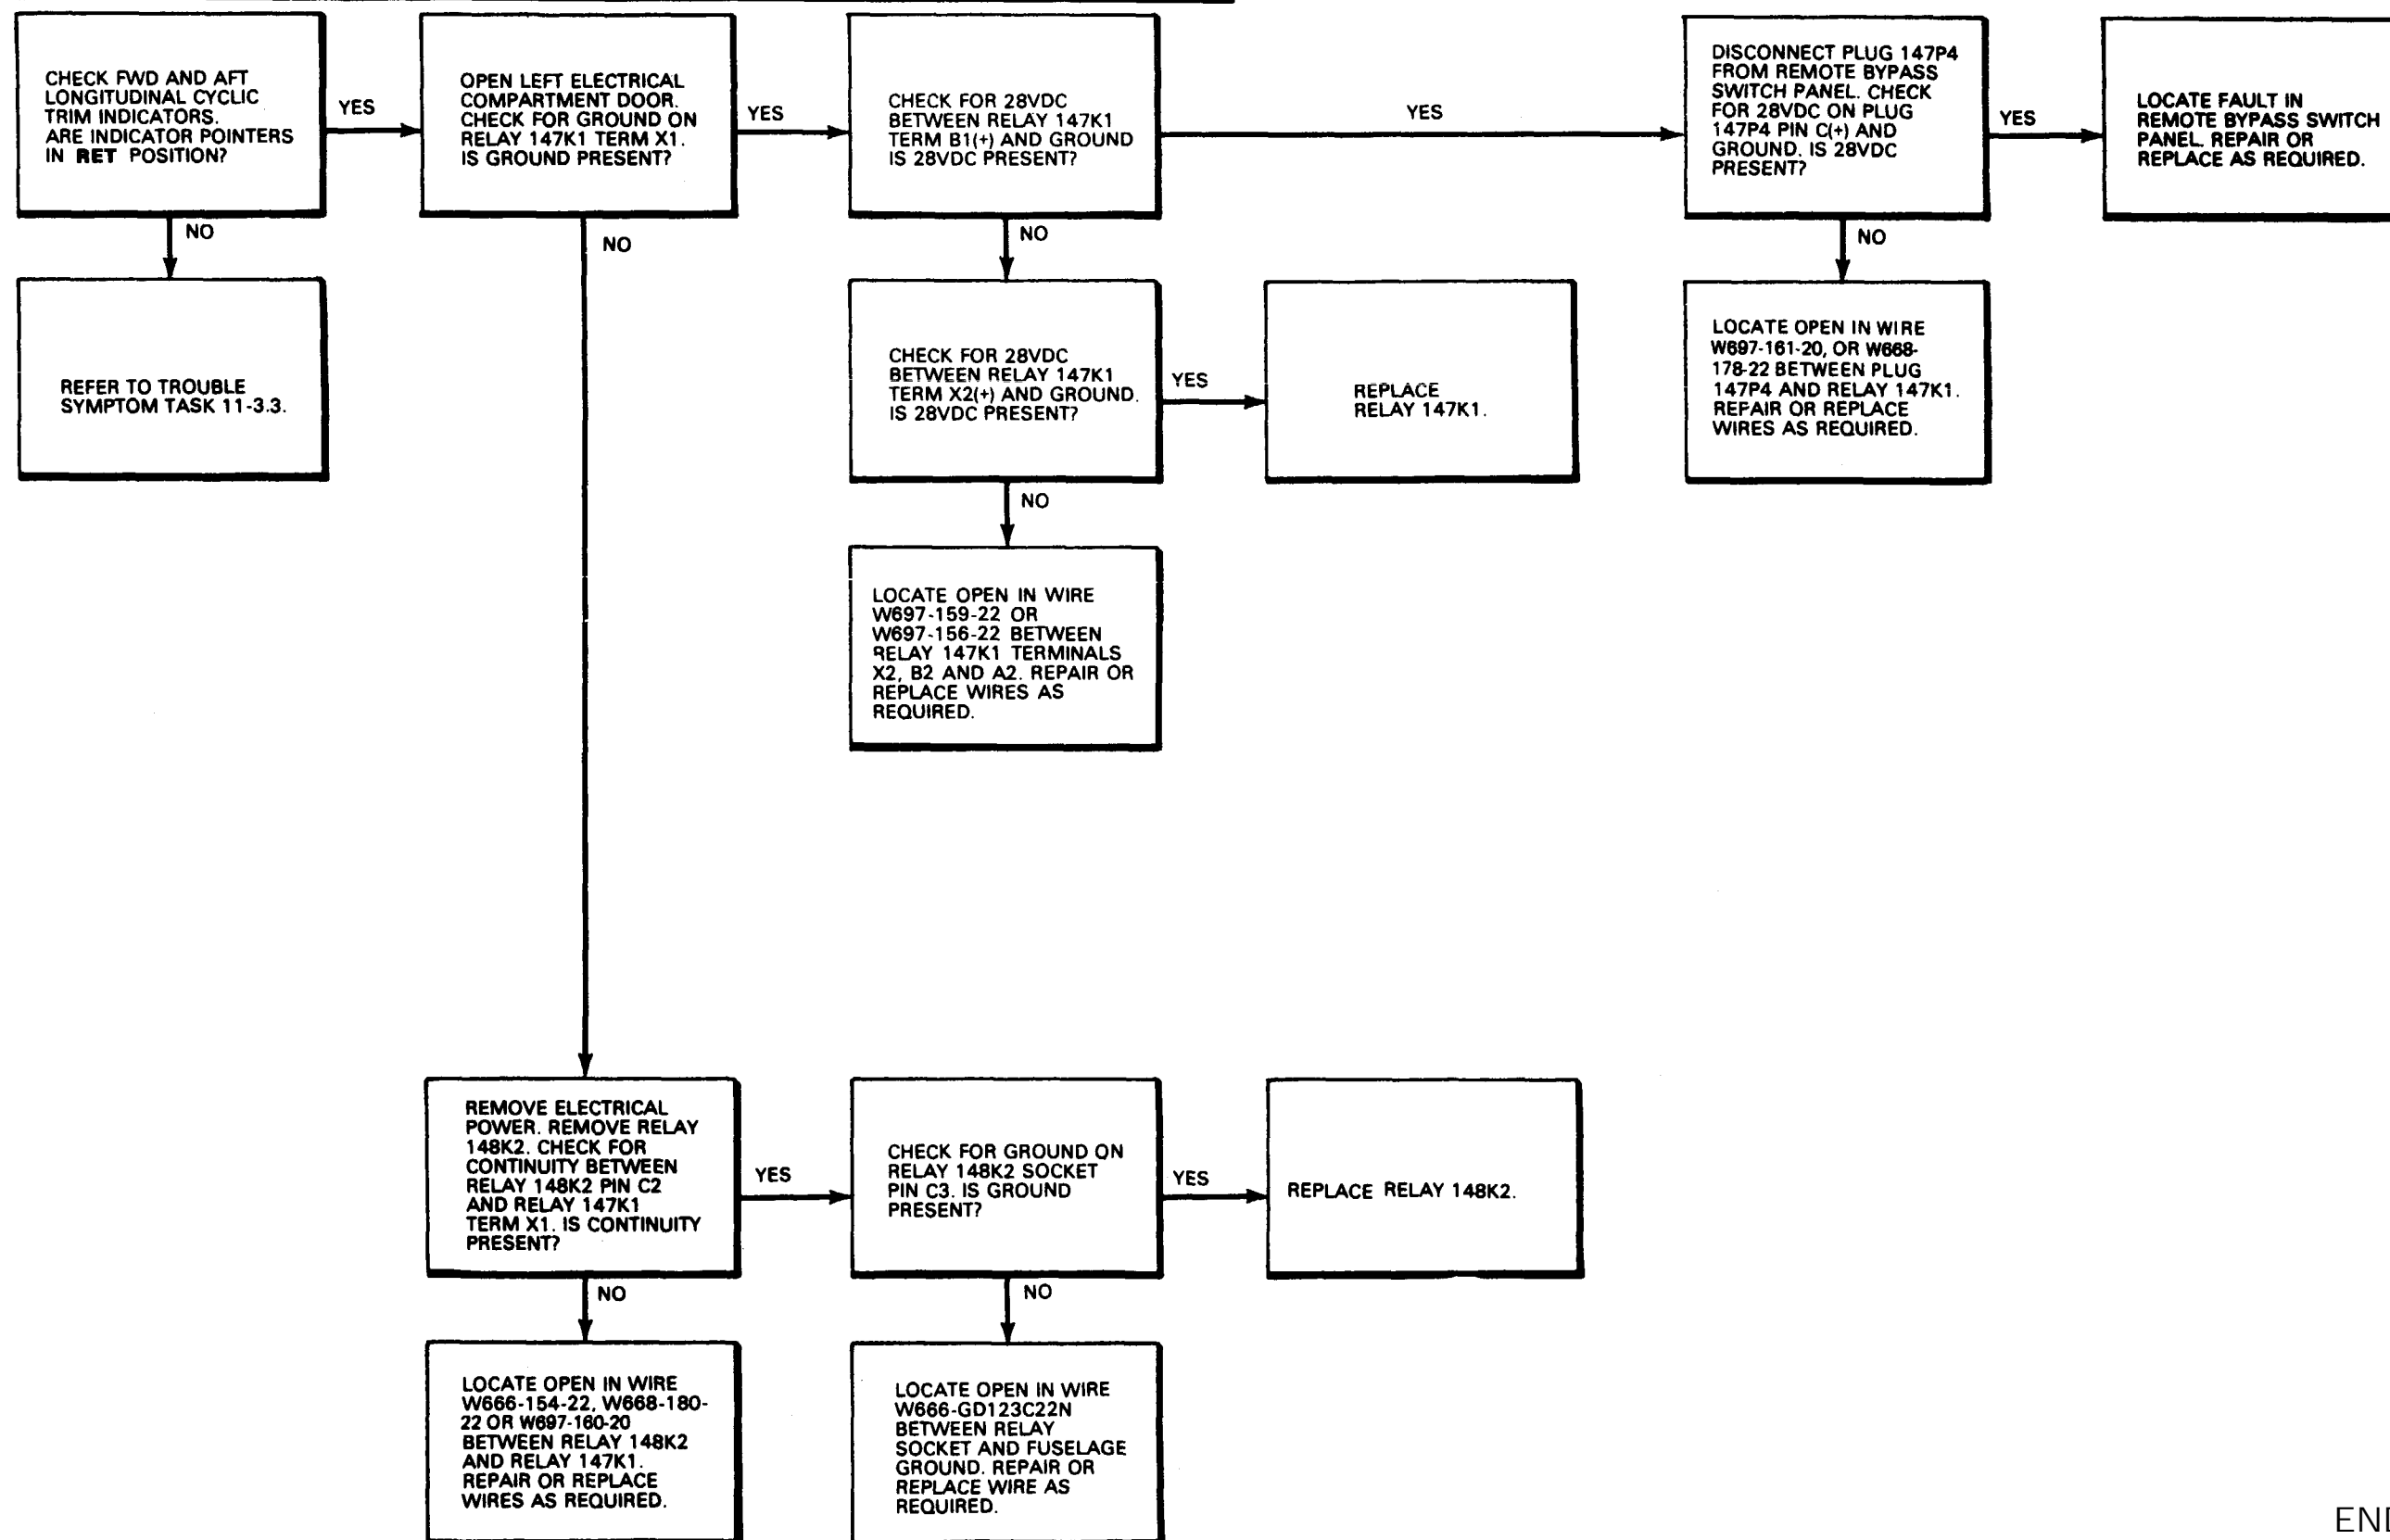 CHECK FWD AND AFT
LONGITUDINAL CYCLIC
TRIM INDICATORS.
ARE INDICATOR POINTERS
IN RET POSITION?
YES
OPEN LEFT ELECTRICAL
COMPARTMENT DOOR.
CHECK FOR GROUND ON
RELAY 147K1 TERM X1.
IS GROUND PRESENT?
YES
CHECK FOR 28VDC
BETWEEN RELAY 147K1
TERM B1(+) AND GROUND
IS 28VDC PRESENT?
YES
DISCONNECT PLUG 147P4
FROM REMOTE BYPASS
SWITCH PANEL. CHECK
FOR 28VDC ON PLUG
147P4 PIN C(+) AND
GROUND. IS 28VDC
PRESENT?
YES
LOCATE FAULT IN
REMOTE BYPASS SWITCH
PANEL. REPAIR OR
REPLACE AS REQUIRED.
NO
NO
NO
NO
REFER TO TROUBLE
SYMPTOM TASK 11-3.3.
CHECK FOR 28VDC
BETWEEN RELAY 147K1
TERM X2(+) AND GROUND.
IS 28VDC PRESENT?
YES
REPLACE
RELAY 147K1.
LOCATE OPEN IN WIRE
W697-161-20, OR W668-
178-22 BETWEEN PLUG
147P4 AND RELAY 147K1.
REPAIR OR REPLACE
WIRES AS REQUIRED.
NO
LOCATE OPEN IN WIRE
W697-159-22 OR
W697-156-22 BETWEEN
RELAY 147K1 TERMINALS
X2, B2 AND A2. REPAIR OR
REPLACE WIRES AS
REQUIRED.
REMOVE ELECTRICAL
POWER. REMOVE RELAY
148K2. CHECK FOR
CONTINUITY BETWEEN
RELAY 148K2 PIN C2
AND RELAY 147K1
TERM X1. IS CONTINUITY
PRESENT?
YES
CHECK FOR GROUND ON
RELAY 148K2 SOCKET
PIN C3. IS GROUND
PRESENT?
YES
REPLACE RELAY 148K2.
NO
NO
LOCATE OPEN IN WIRE
W666-154-22, W668-180-
22 OR W697-160-20
BETWEEN RELAY 148K2
AND RELAY 147K1.
REPAIR OR REPLACE
WIRES AS REQUIRED.
LOCATE OPEN IN WIRE
W666-GD123C22N
BETWEEN RELAY
SOCKET AND FUSELAGE
GROUND. REPAIR OR
REPLACE WIRE AS
REQUIRED.
END